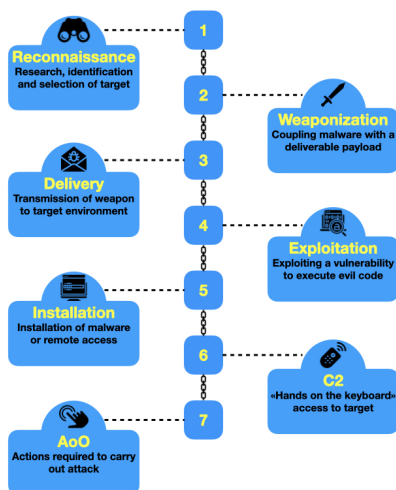 1
Reconnaissance
Research, identification
and selection of target
2
Weaponization
Coupling malware with a
deliverable payload
3
Delivery
Transmission of weapon
to target environment
4
Exploitation
Exploiting a vulnerability
to execute evil code
5
Installation
Installation of malware
or remote access
6
C2
«Hands on the keyboard»
access to target
7
AoO
Actions required to carry
out attack